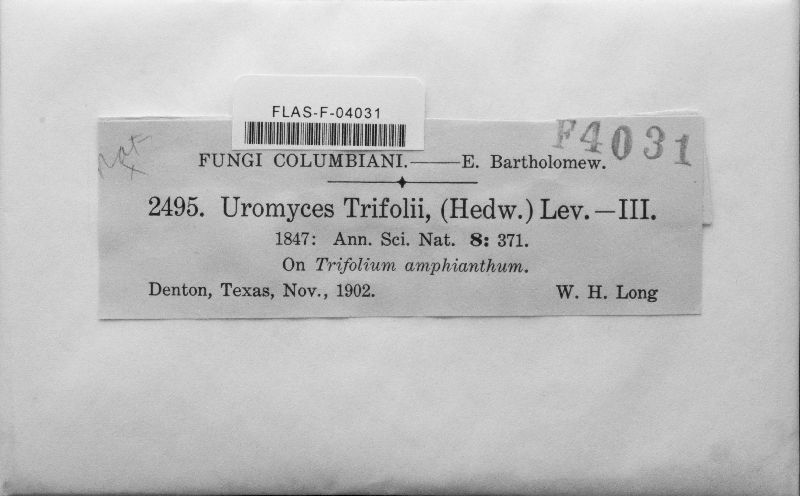 FLAS-F-04031
F4031
FUNGI COLUMBIANI.——E. Bartholomew.
2495. Uromyces Trifolii, (Hedw.) Lev.—III.
1847: Ann. Sci. Nat. 8: 371.
On Trifolium amphianthum.
Denton, Texas, Nov., 1902. W. H. Long